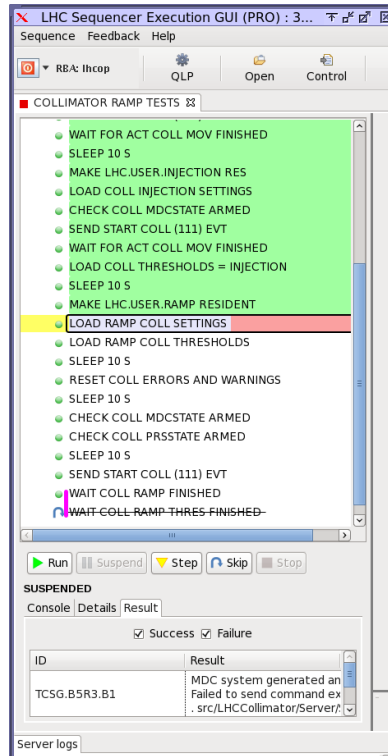 LHC Sequencer Execution GUI (PRO) : 3...
Sequence Feedback Help
RBA: lhcop
QLP Open Control
COLLIMATOR RAMP TESTS
WAIT FOR ACT COLL MOV FINISHED
SLEEP 10 S
MAKE LHC.USER.INJECTION RES
LOAD COLL INJECTION SETTINGS
CHECK COLL MDCSTATE ARMED
SEND START COLL (111) EVT
WAIT FOR ACT COLL MOV FINISHED
LOAD COLL THRESHOLDS = INJECTION
SLEEP 10 S
MAKE LHC.USER.RAMP RESIDENT
LOAD RAMP COLL SETTINGS
LOAD RAMP COLL THRESHOLDS
SLEEP 10 S
RESET COLL ERRORS AND WARNINGS
SLEEP 10 S
CHECK COLL MDCSTATE ARMED
CHECK COLL PRSSTATE ARMED
SLEEP 10 S
SEND START COLL (111) EVT
WAIT COLL RAMP FINISHED
WAIT COLL RAMP THRES FINISHED
Run Suspend Step Skip Stop
SUSPENDED
Console Details Result
Success Failure
ID Result
MDC system generated an
TCSG.B5R3.B1 Failed to send command ex
. src/LHCCollimator/Server/
Server logs